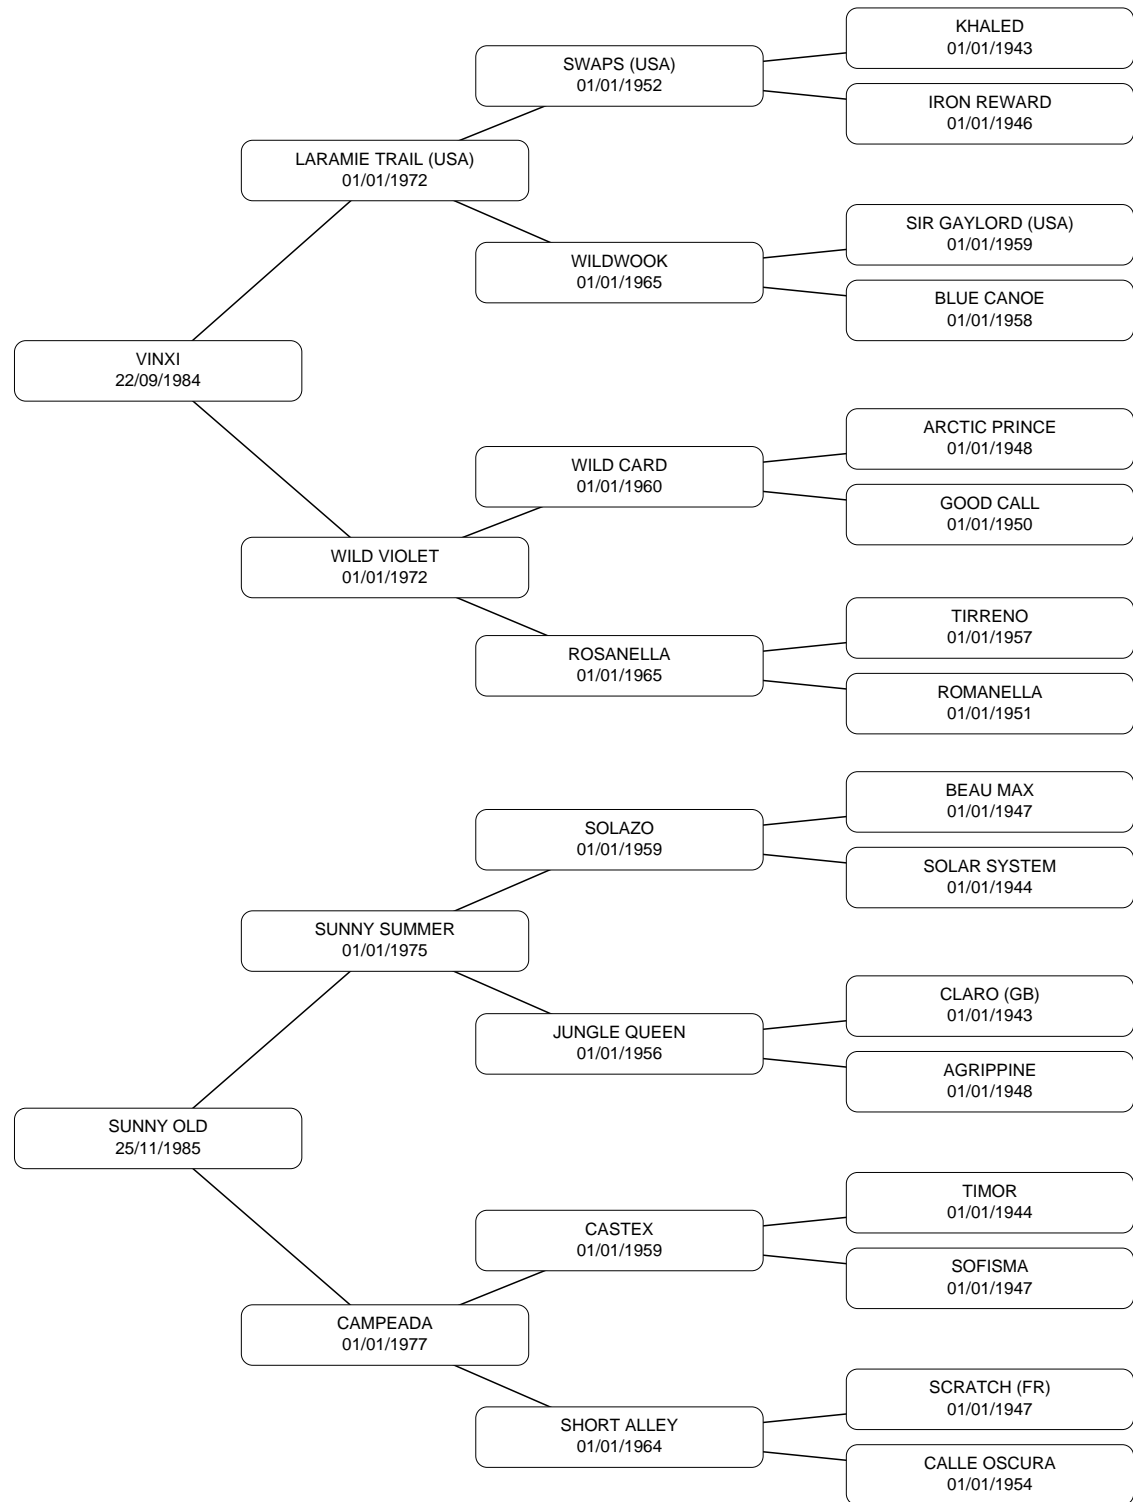 KHALED
01/01/1943
SWAPS (USA)
01/01/1952
IRON REWARD
01/01/1946
LARAMIE TRAIL (USA)
01/01/1972
SIR GAYLORD (USA)
01/01/1959
WILDWOOK
01/01/1965
BLUE CANOE
01/01/1958
VINXI
22/09/1984
ARCTIC PRINCE
01/01/1948
WILD CARD
01/01/1960
GOOD CALL
01/01/1950
WILD VIOLET
01/01/1972
TIRRENO
01/01/1957
ROSANELLA
01/01/1965
ROMANELLA
01/01/1951
BEAU MAX
01/01/1947
SOLAZO
01/01/1959
SOLAR SYSTEM
01/01/1944
SUNNY SUMMER
01/01/1975
CLARO (GB)
01/01/1943
JUNGLE QUEEN
01/01/1956
AGRIPPINE
01/01/1948
SUNNY OLD
25/11/1985
TIMOR
01/01/1944
CASTEX
01/01/1959
SOFISMA
01/01/1947
CAMPEADA
01/01/1977
SCRATCH (FR)
01/01/1947
SHORT ALLEY
01/01/1964
CALLE OSCURA
01/01/1954